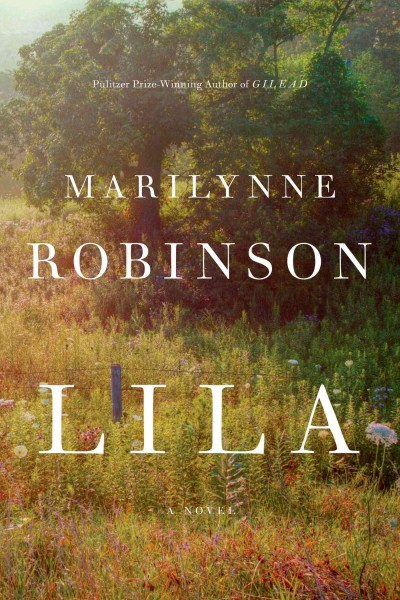 Pulitzer Prize-Winning Author of GILEAD
MARILYNNE
ROBINSON
LILA
A NOVEL